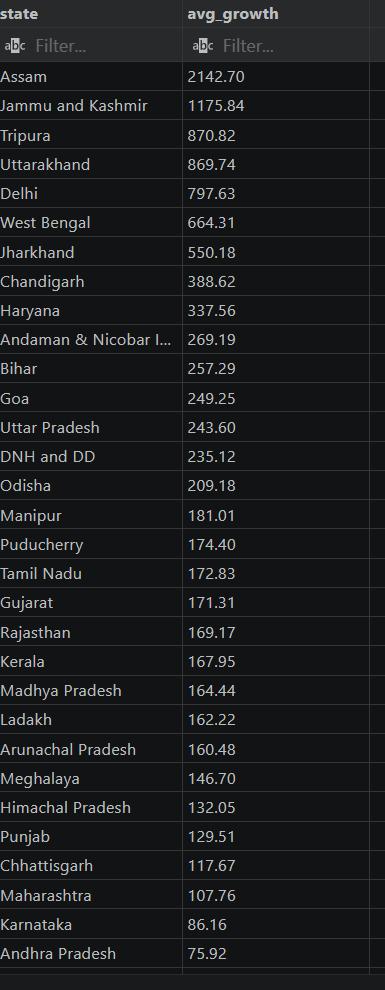 state avg_growth
abc Filter... abc Filter...
Assam 2142.70
Jammu and Kashmir 1175.84
Tripura 870.82
Uttarakhand 869.74
Delhi 797.63
West Bengal 664.31
Jharkhand 550.18
Chandigarh 388.62
Haryana 337.56
Andaman & Nicobar I... 269.19
Bihar 257.29
Goa 249.25
Uttar Pradesh 243.60
DNH and DD 235.12
Odisha 209.18
Manipur 181.01
Puducherry 174.40
Tamil Nadu 172.83
Gujarat 171.31
Rajasthan 169.17
Kerala 167.95
Madhya Pradesh 164.44
Ladakh 162.22
Arunachal Pradesh 160.48
Meghalaya 146.70
Himachal Pradesh 132.05
Punjab 129.51
Chhattisgarh 117.67
Maharashtra 107.76
Karnataka 86.16
Andhra Pradesh 75.92